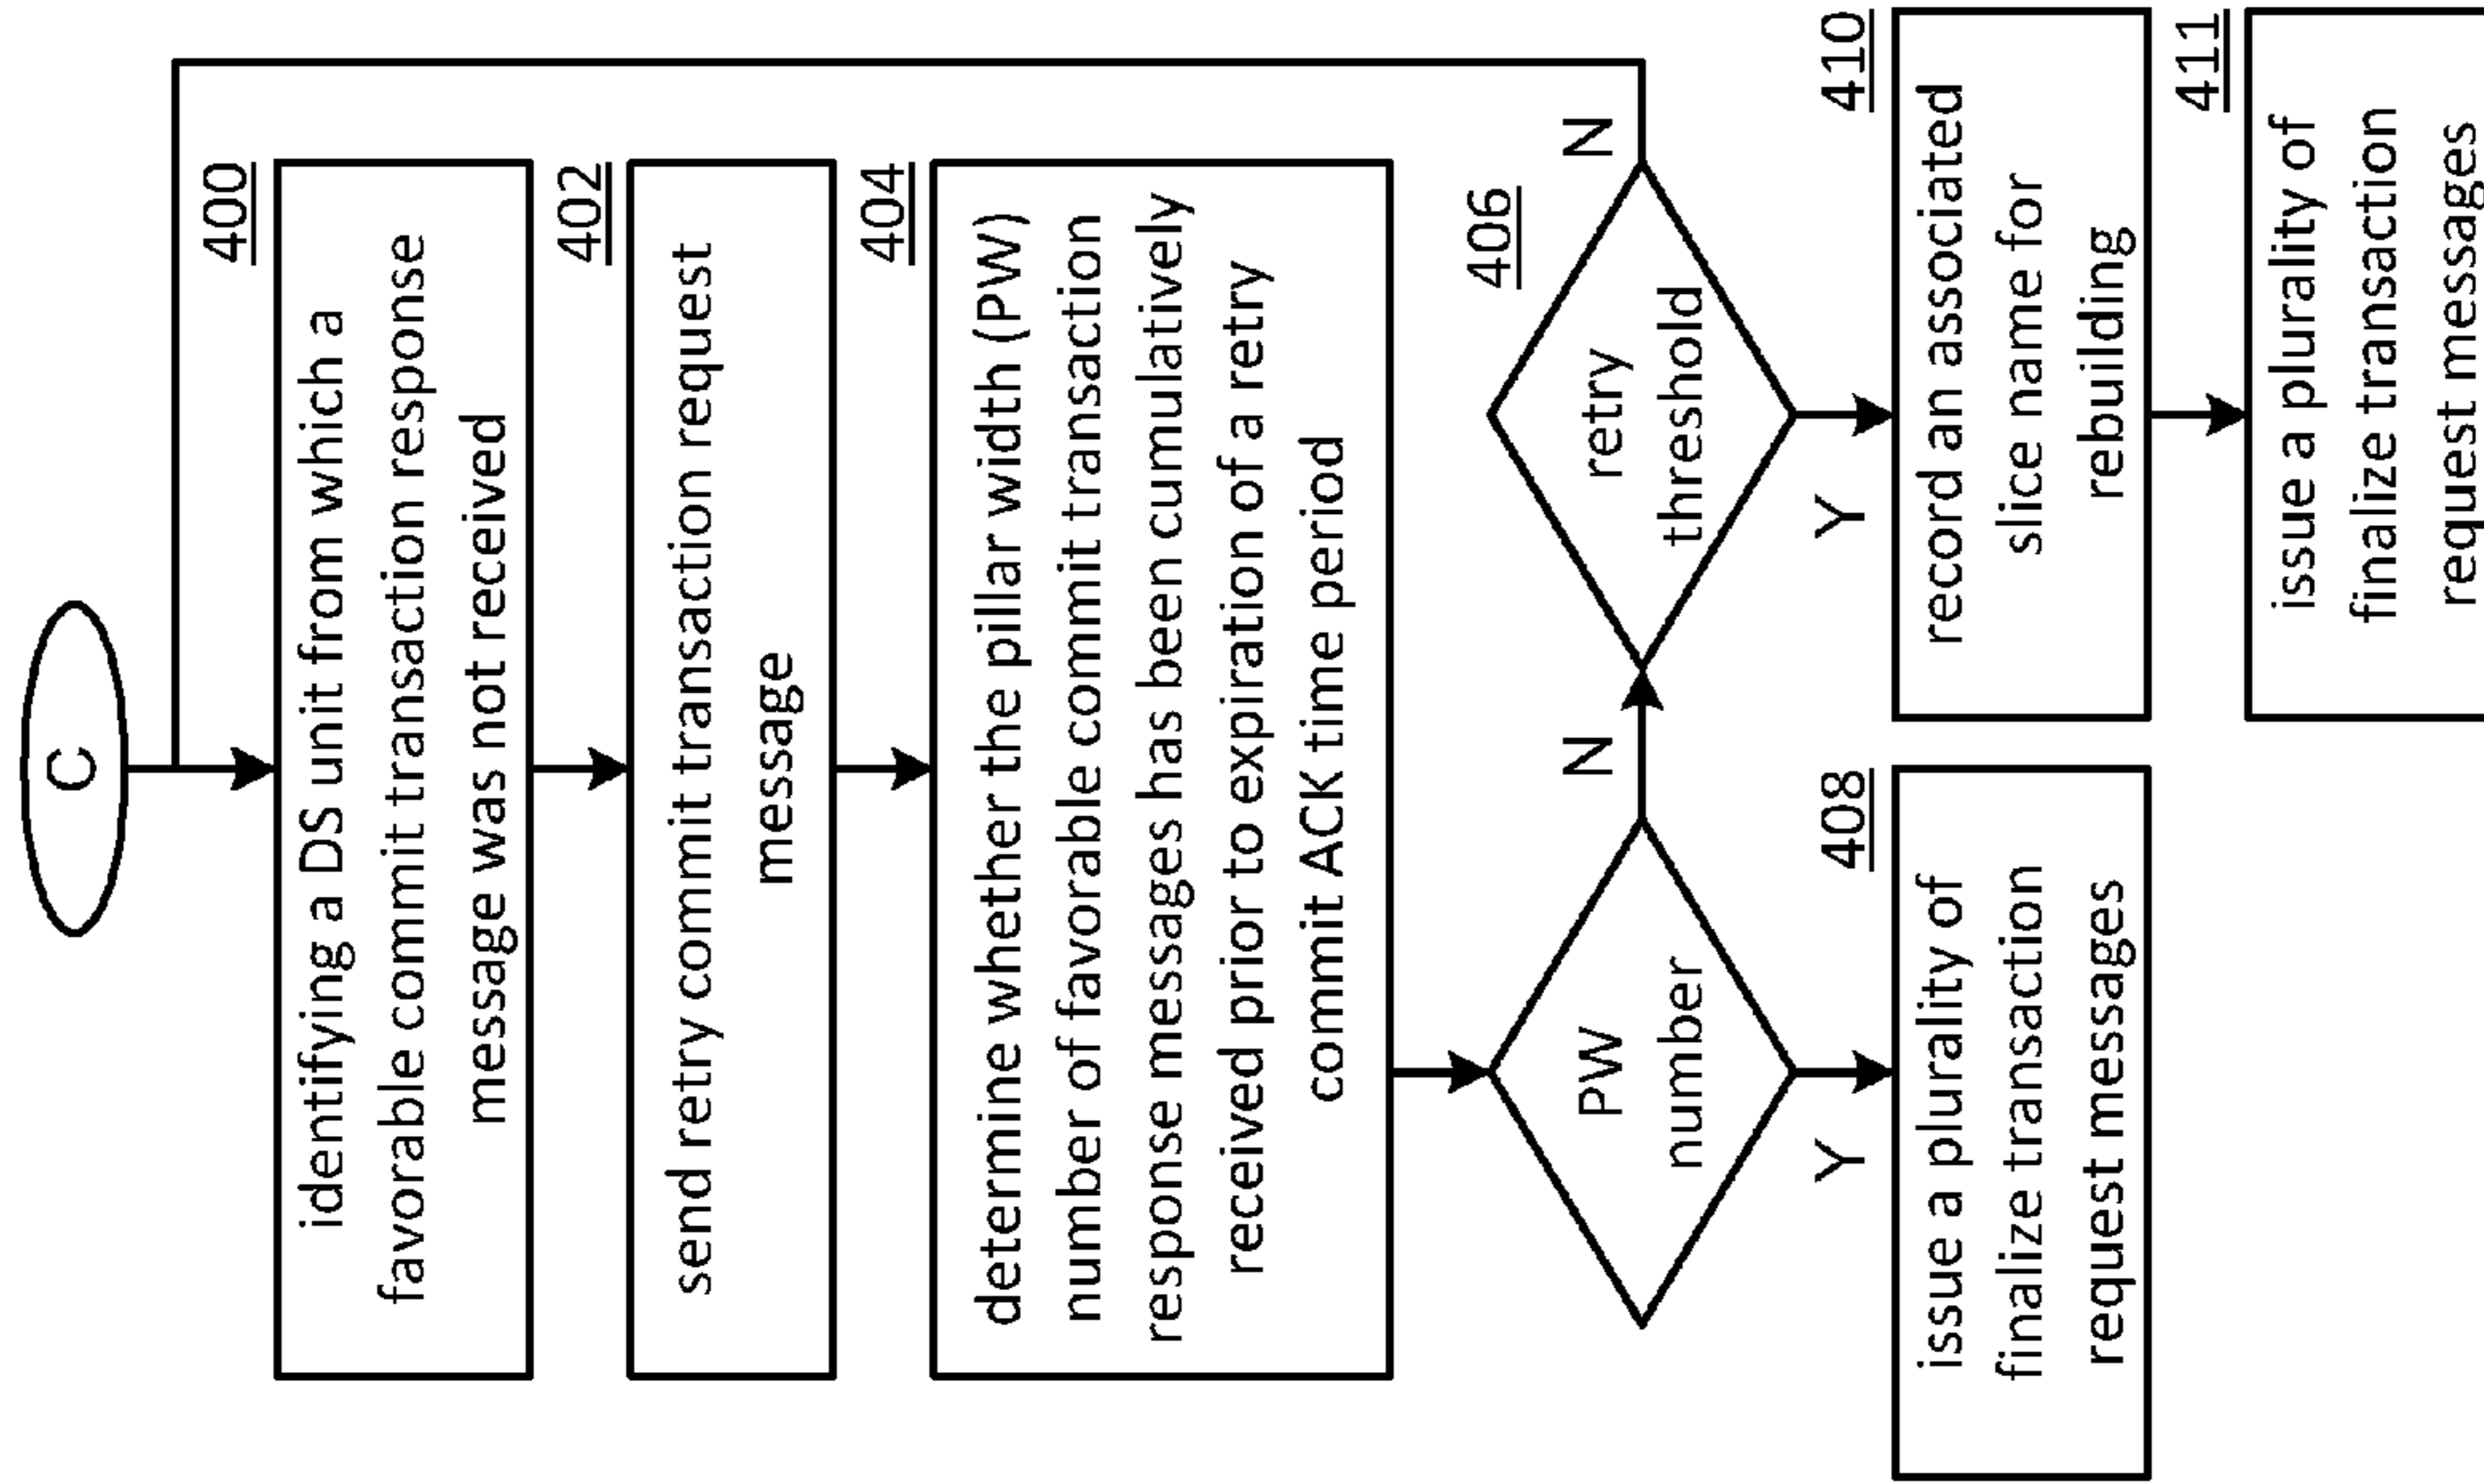 C
400
identifying a DS unit from which a
favorable commit transaction response
message was not received
402
send retry commit transaction request
message
404
determine whether the pillar width (PW)
number of favorable commit transaction
response messages has been cumulatively
received prior to expiration of a retry
commit ACK time period
PW
number
N
Y
406
retry
threshold
N
Y
408
issue a plurality of
finalize transaction
request messages
410
record an associated
slice name for
rebuilding
411
issue a plurality of
finalize transaction
request messages